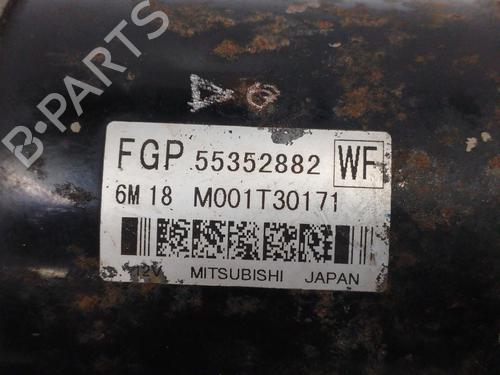 B-PARTS
FGP 55352882 WF
6M 18 M001T30171
12V MITSUBISHI JAPAN